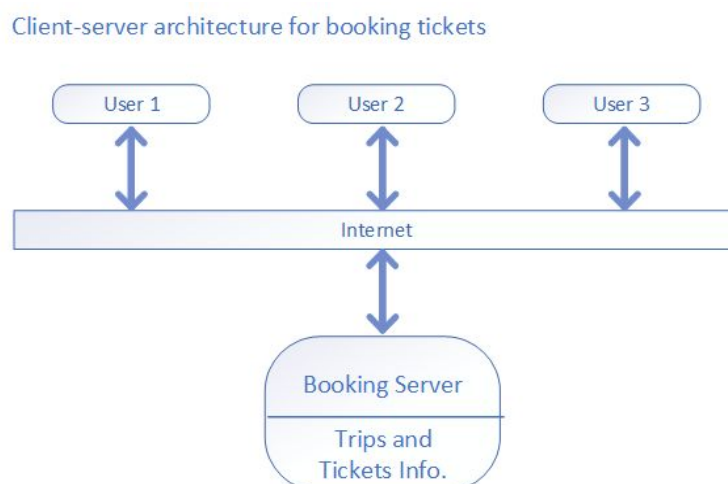 Client-server architecture for booking tickets
User 1
User 2
User 3
Internet
Booking Server
Trips and
Tickets Info.